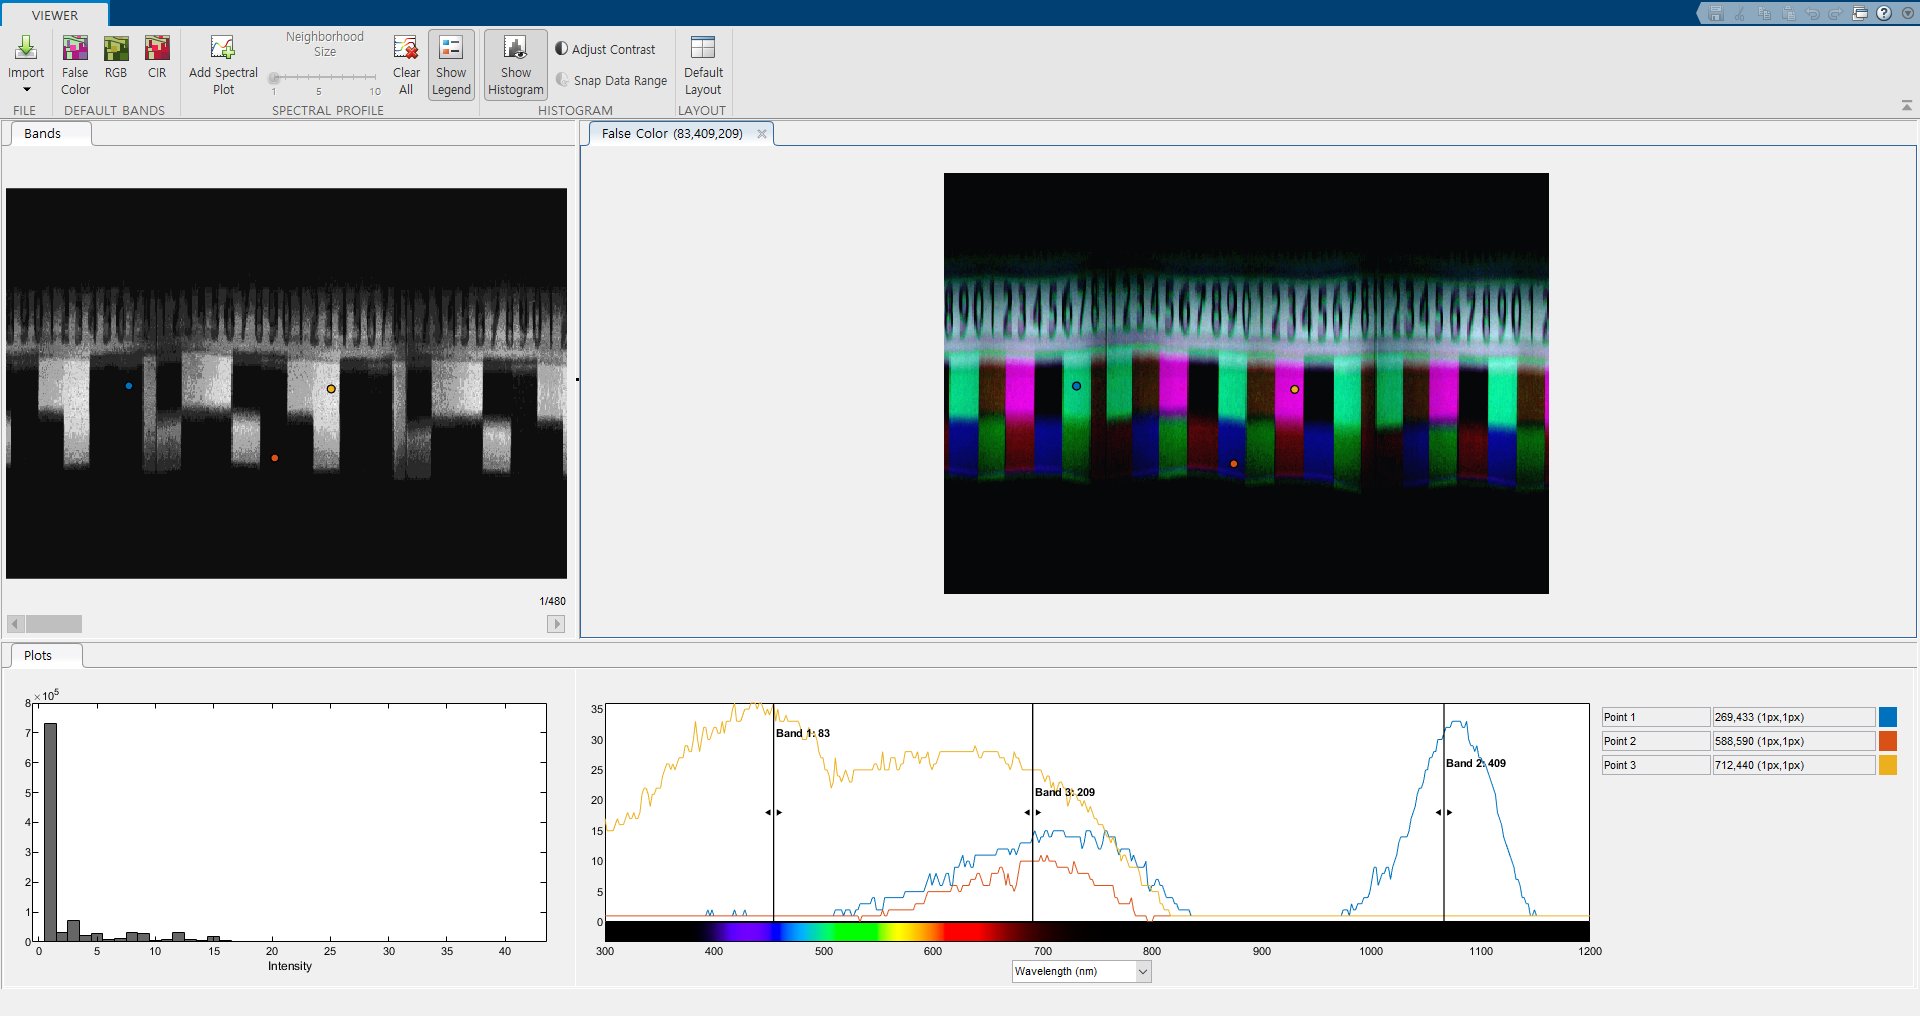 VIEWER
Import
False Color
RGB
CIR
Add Spectral Plot
Neighborhood Size
1 5 10
Clear All
Show Legend
Show Histogram
Adjust Contrast
Snap Data Range
Default Layout
FILE
DEFAULT BANDS
SPECTRAL PROFILE
HISTOGRAM
LAYOUT
Bands
False Color (83,409,209)
1/480
Plots
×10^5
8
7
6
5
4
3
2
1
0
0 5 10 15 20 25 30 35 40
Intensity
35
30
25
20
15
10
5
0
Band 1: 83
Band 3: 209
Band 2: 409
300 400 500 600 700 800 900 1000 1100 1200
Wavelength (nm)
Point 1 269,433 (1px,1px)
Point 2 588,590 (1px,1px)
Point 3 712,440 (1px,1px)